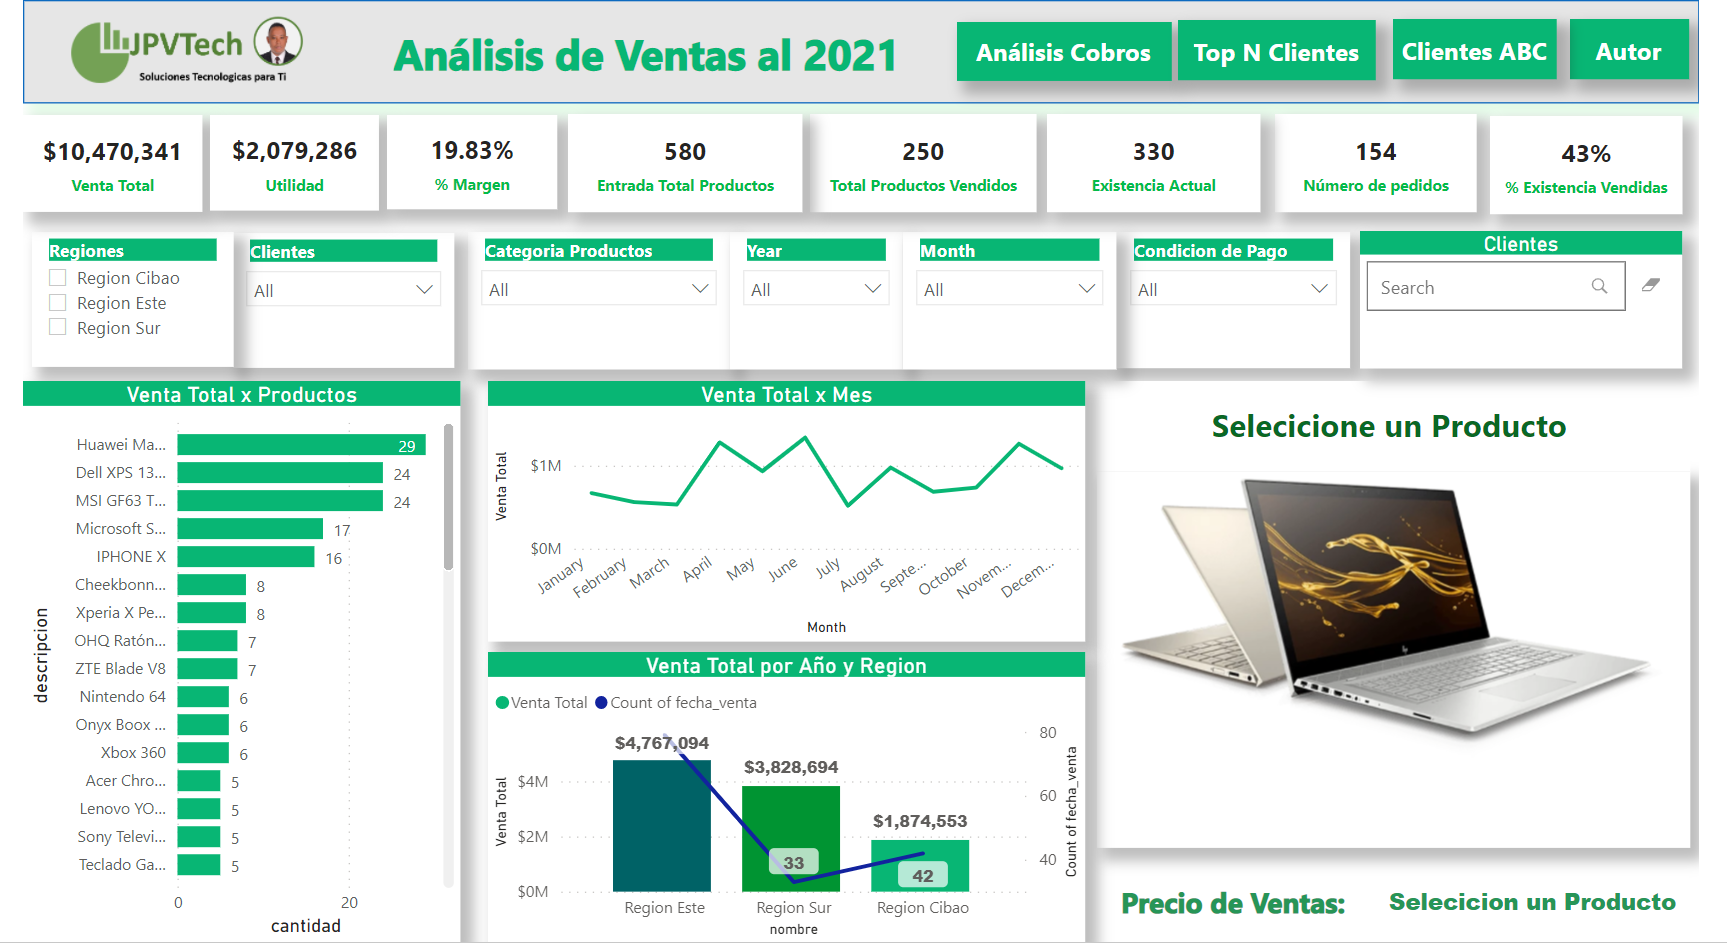 JPVTech
Soluciones Tecnologicas para Ti
Análisis de Ventas al 2021
Análisis Cobros
Top N Clientes
Clientes ABC
Autor
$10,470,341
Venta Total
$2,079,286
Utilidad
19.83%
% Margen
580
Entrada Total Productos
250
Total Productos Vendidos
330
Existencia Actual
154
Número de pedidos
43%
% Existencia Vendidas
Regiones
Region Cibao
Region Este
Region Sur
Clientes
All
Categoria Productos
All
Year
All
Month
All
Condicion de Pago
All
Clientes
Search
Venta Total x Productos
descripcion
Huawei Ma... 29
Dell XPS 13... 24
MSI GF63 T... 24
Microsoft S... 17
IPHONE X 16
Cheekbonn... 8
Xperia X Pe... 8
OHQ Ratón... 7
ZTE Blade V8 7
Nintendo 64 6
Onyx Boox ... 6
Xbox 360 6
Acer Chro... 5
Lenovo YO... 5
Sony Televi... 5
Teclado Ga... 5
0 20
cantidad
Venta Total x Mes
Venta Total
$1M
$0M
January February March April May June July August Septe... October Novem... Decem...
Month
Venta Total por Año y Region
Venta Total Count of fecha_venta
Venta Total
$4M
$2M
$0M
$4,767,094
$3,828,694
$1,874,553
33
42
80
60
40
Count of fecha_venta
Region Este Region Sur Region Cibao
nombre
Selecicione un Producto
hp
Precio de Ventas: Selecicion un Producto